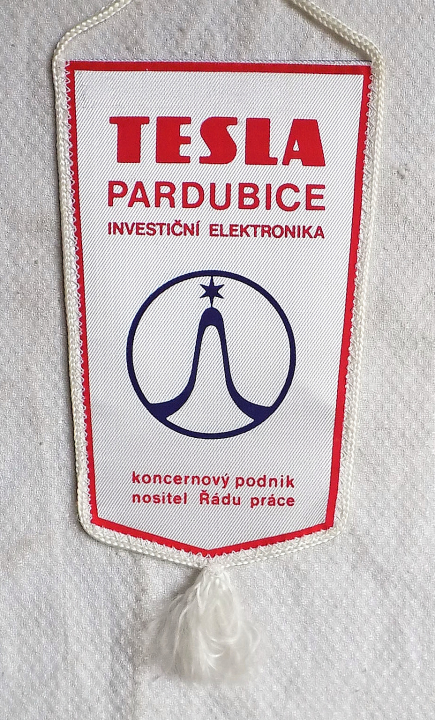 TESLA
PARDUBICE
INVESTIČNÍ ELEKTRONIKA
koncernový podnik
nositel Řádu práce